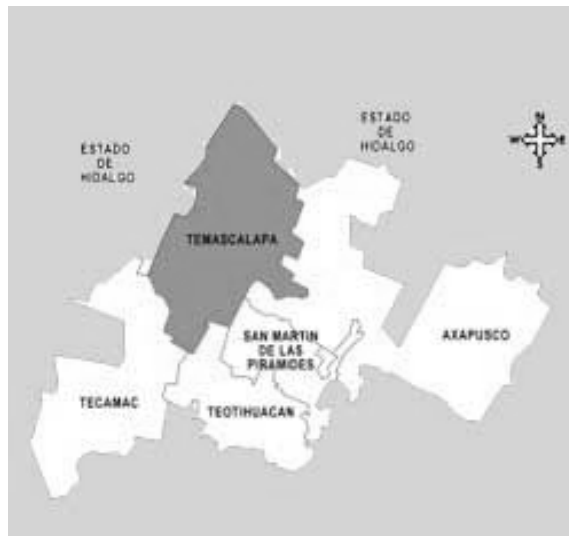 ESTADO
DE
HIDALGO
ESTADO
DE
HIDALGO
N
W
E
S
TEMASCALAPA
SAN MARTIN
DE LAS
PIRAMIDES
AXAPUSCO
TECAMAC
TEOTIHUACAN